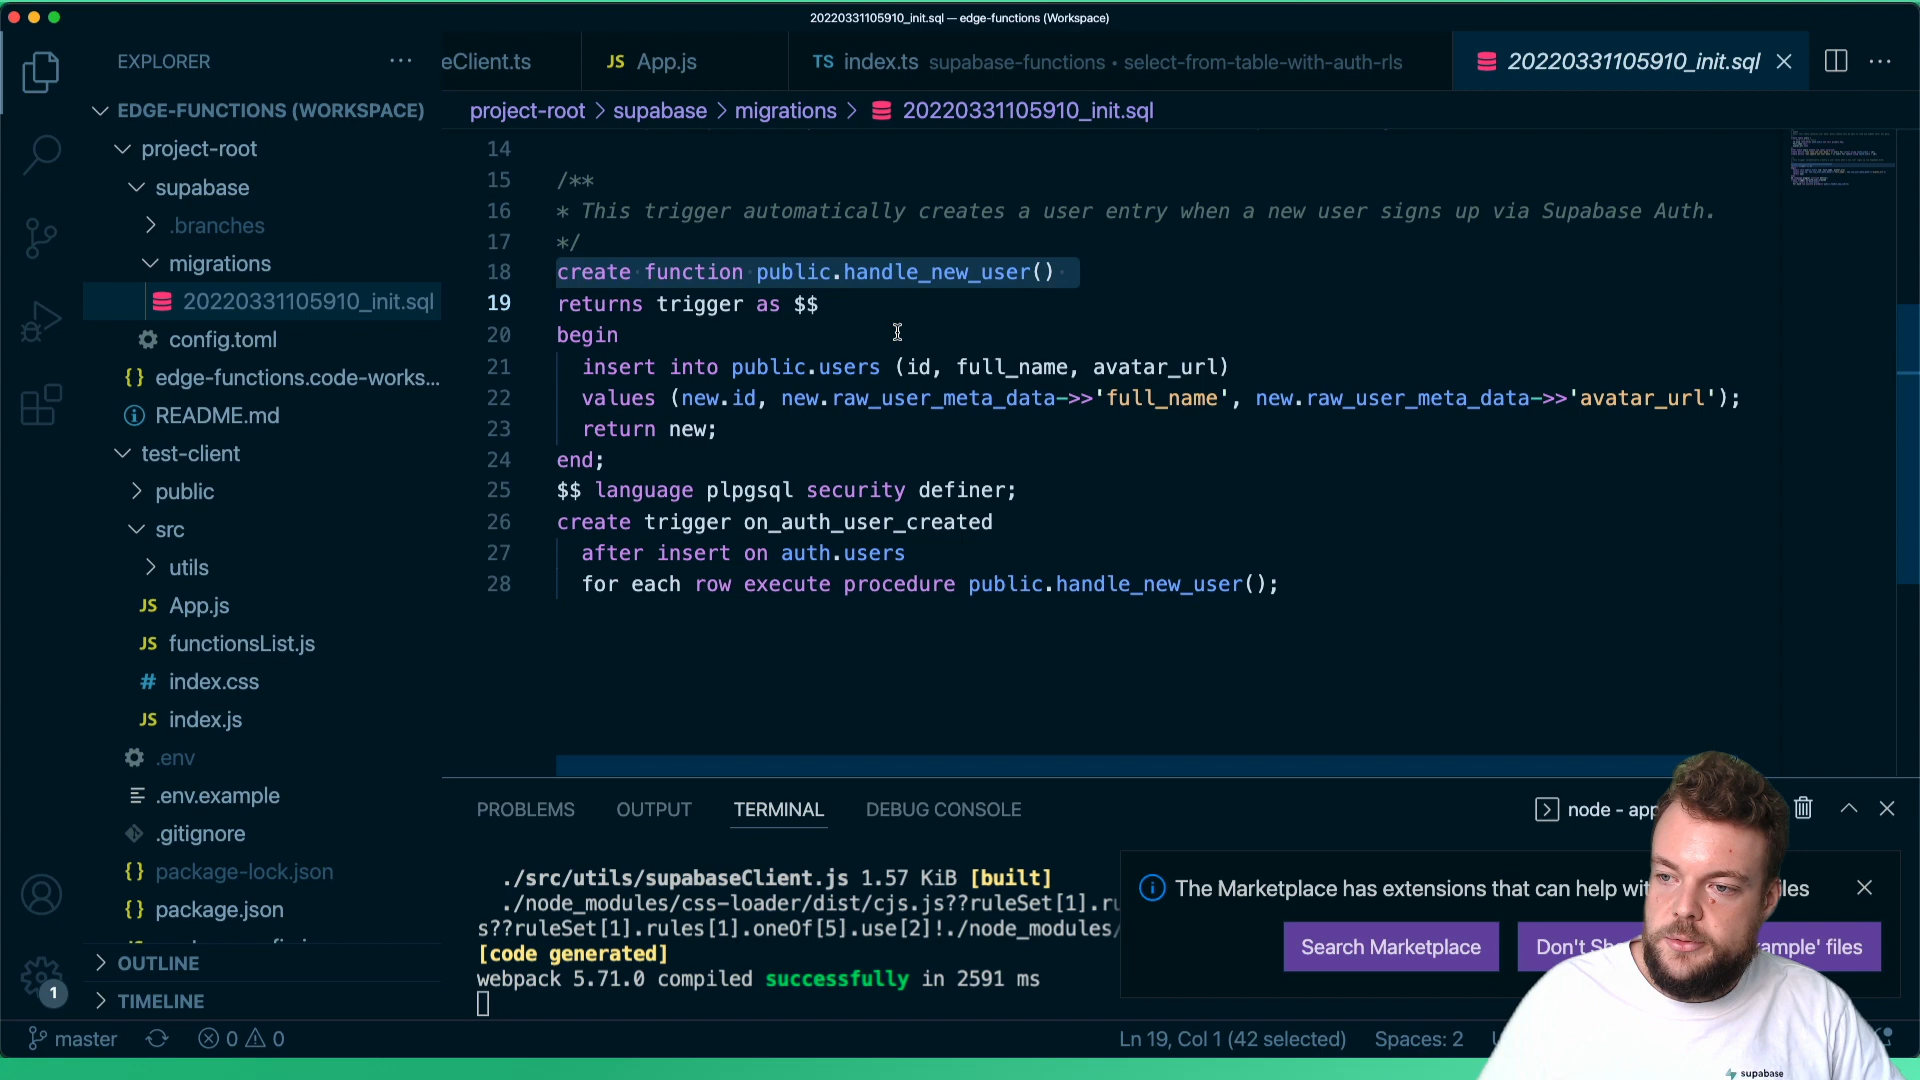 20220331105910_init.sql — edge-functions (Workspace)
EXPLORER
eClient.ts
JS App.js
TS index.ts supabase-functions • select-from-table-with-auth-rls
20220331105910_init.sql
EDGE-FUNCTIONS (WORKSPACE)
project-root > supabase > migrations > 20220331105910_init.sql
project-root
supabase
.branches
migrations
20220331105910_init.sql
config.toml
{} edge-functions.code-works...
README.md
test-client
public
src
utils
JS App.js
JS functionsList.js
# index.css
JS index.js
.env
.env.example
.gitignore
{} package-lock.json
{} package.json
OUTLINE
TIMELINE
14
15 /**
16 * This trigger automatically creates a user entry when a new user signs up via Supabase Auth.
17 */
18 create function public.handle_new_user()
19 returns trigger as $$
20 begin
21 insert into public.users (id, full_name, avatar_url)
22 values (new.id, new.raw_user_meta_data->>'full_name', new.raw_user_meta_data->>'avatar_url');
23 return new;
24 end;
25 $$ language plpgsql security definer;
26 create trigger on_auth_user_created
27 after insert on auth.users
28 for each row execute procedure public.handle_new_user();
PROBLEMS OUTPUT TERMINAL DEBUG CONSOLE
node - app
./src/utils/supabaseClient.js 1.57 KiB [built]
./node_modules/css-loader/dist/cjs.js??ruleSet[1].ru
s??ruleSet[1].rules[1].oneOf[5].use[2]!./node_modules/
[code generated]
webpack 5.71.0 compiled successfully in 2591 ms
The Marketplace has extensions that can help wit
les
Search Marketplace
Don't Sh
ample' files
1
master
0 0
Ln 19, Col 1 (42 selected)
Spaces: 2
supabase